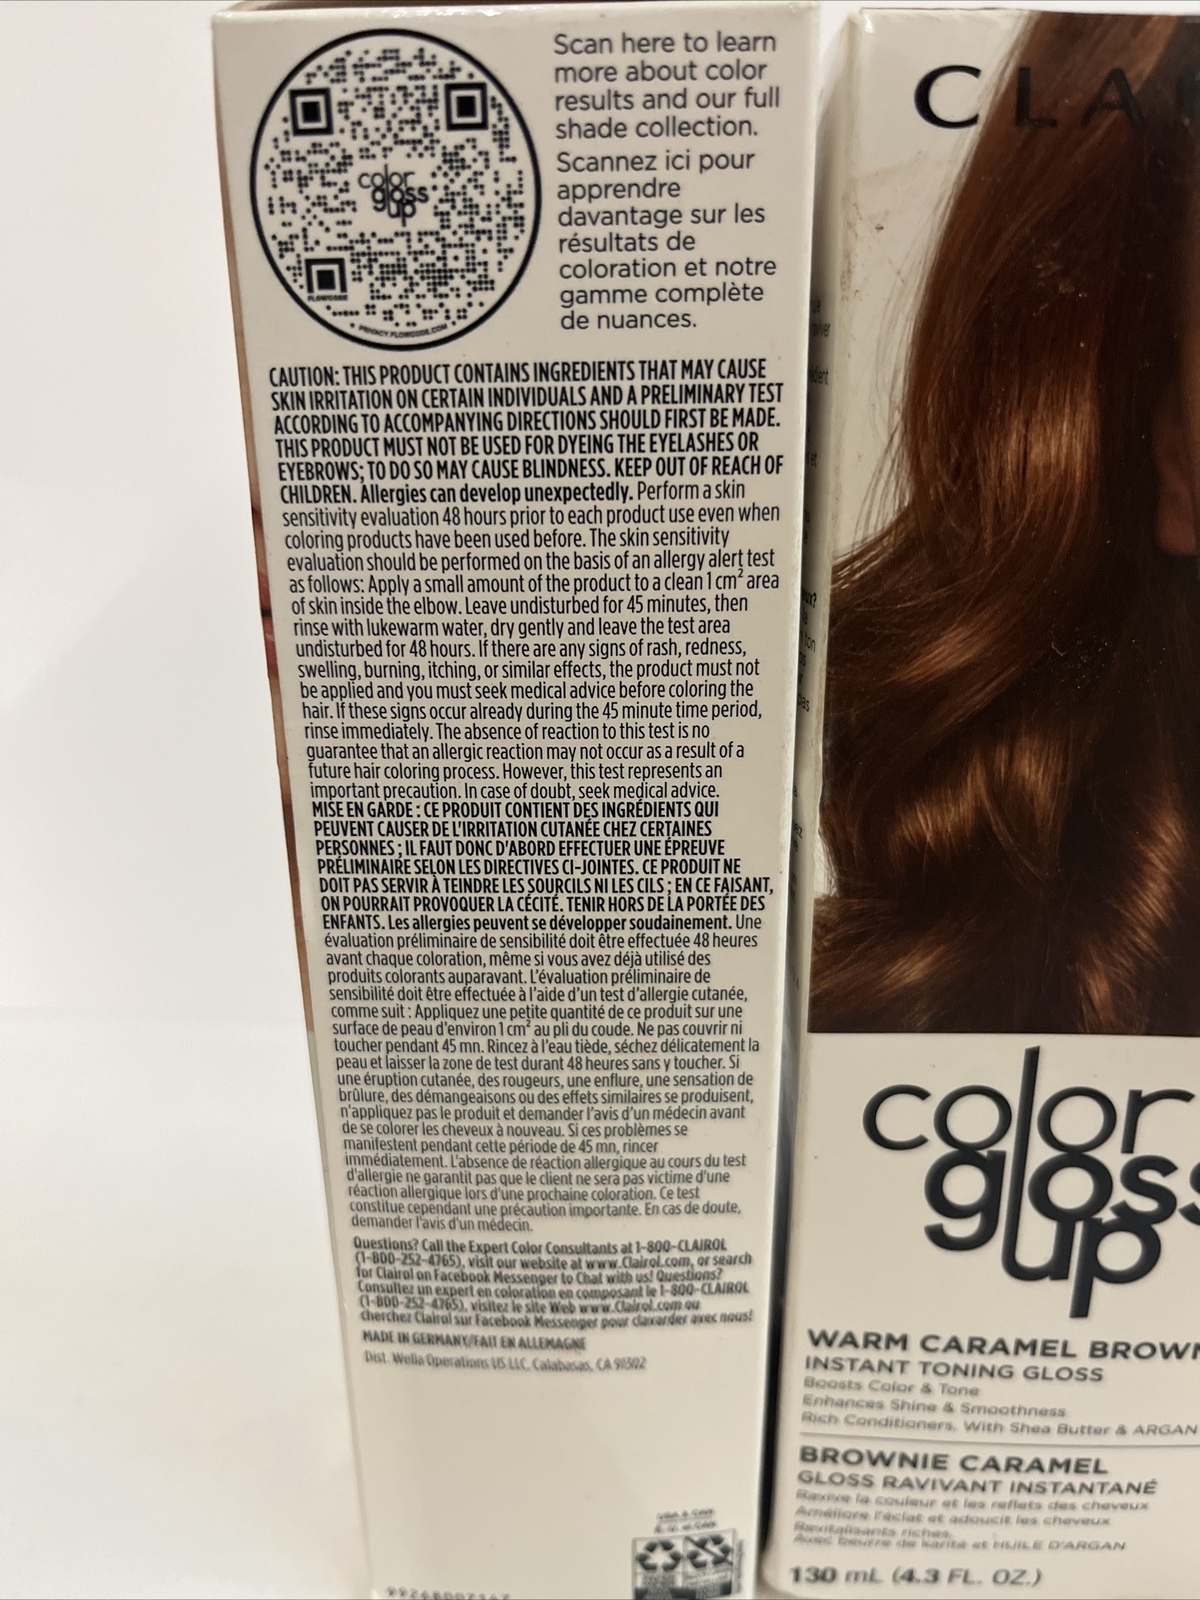 Scan here to learn
more about color
results and our full
shade collection.
Scannez ici pour
apprendre
davantage sur les
résultats de
coloration et notre
gamme complète
de nuances.
color
gloss
up
FLOWCODE
PRIVACY.FLOWCODE.COM
CAUTION: THIS PRODUCT CONTAINS INGREDIENTS THAT MAY CAUSE
SKIN IRRITATION ON CERTAIN INDIVIDUALS AND A PRELIMINARY TEST
ACCORDING TO ACCOMPANYING DIRECTIONS SHOULD FIRST BE MADE.
THIS PRODUCT MUST NOT BE USED FOR DYEING THE EYELASHES OR
EYEBROWS; TO DO SO MAY CAUSE BLINDNESS. KEEP OUT OF REACH OF
CHILDREN. Allergies can develop unexpectedly. Perform a skin
sensitivity evaluation 48 hours prior to each product use even when
coloring products have been used before. The skin sensitivity
evaluation should be performed on the basis of an allergy alert test
as follows: Apply a small amount of the product to a clean 1 cm² area
of skin inside the elbow. Leave undisturbed for 45 minutes, then
rinse with lukewarm water, dry gently and leave the test area
undisturbed for 48 hours. If there are any signs of rash, redness,
swelling, burning, itching, or similar effects, the product must not
be applied and you must seek medical advice before coloring the
hair. If these signs occur already during the 45 minute time period,
rinse immediately. The absence of reaction to this test is no
guarantee that an allergic reaction may not occur as a result of a
future hair coloring process. However, this test represents an
important precaution. In case of doubt, seek medical advice.
MISE EN GARDE : CE PRODUIT CONTIENT DES INGRÉDIENTS QUI
PEUVENT CAUSER DE L'IRRITATION CUTANÉE CHEZ CERTAINES
PERSONNES ; IL FAUT DONC D'ABORD EFFECTUER UNE ÉPREUVE
PRÉLIMINAIRE SELON LES DIRECTIVES CI-JOINTES. CE PRODUIT NE
DOIT PAS SERVIR À TEINDRE LES SOURCILS NI LES CILS ; EN CE FAISANT,
ON POURRAIT PROVOQUER LA CÉCITÉ. TENIR HORS DE LA PORTÉE DES
ENFANTS. Les allergies peuvent se développer soudainement. Une
évaluation préliminaire de sensibilité doit être effectuée 48 heures
avant chaque coloration, même si vous avez déjà utilisé des
produits colorants auparavant. L'évaluation préliminaire de
sensibilité doit être effectuée à l'aide d'un test d'allergie cutanée,
comme suit : Appliquez une petite quantité de ce produit sur une
surface de peau d'environ 1 cm² au pli du coude. Ne pas couvrir ni
toucher pendant 45 mn. Rincez à l'eau tiède, séchez délicatement la
peau et laisser la zone de test durant 48 heures sans y toucher. Si
une éruption cutanée, des rougeurs, une enflure, une sensation de
brûlure, des démangeaisons ou des effets similaires se produisent,
n'appliquez pas le produit et demander l'avis d'un médecin avant
de se colorer les cheveux à nouveau. Si ces problèmes se
manifestent pendant cette période de 45 mn, rincer
immédiatement. L'absence de réaction allergique au cours du test
d'allergie ne garantit pas que le client ne sera pas victime d'une
réaction allergique lors d'une prochaine coloration. Ce test
constitue cependant une précaution importante. En cas de doute,
demander l'avis d'un médecin.
Questions? Call the Expert Color Consultants at 1-800-CLAIROL
(1-800-252-4765), visit our website at www.Clairol.com, or search
for Clairol on Facebook Messenger to Chat with us! Questions?
Consultez un expert en coloration en composant le 1-800-CLAIROL
(1-800-252-4765), visitez le site Web www.Clairol.com ou
cherchez Clairol sur Facebook Messenger pour clavarder avec nous!
MADE IN GERMANY/FAIT EN ALLEMAGNE
Dist. Wella Operations US LLC, Calabasas, CA 91302
CLA
color
gloss
up
WARM CARAMEL BROWN
INSTANT TONING GLOSS
Boosts Color & Tone
Enhances Shine & Smoothness
Rich Conditioners, With Shea Butter & ARGAN
BROWNIE CARAMEL
GLOSS RAVIVANT INSTANTANÉ
Ravive la couleur et les reflets des cheveux
Améliore l'éclat et adoucit les cheveux
Revitalisants riches,
Avec beurre de karité et HUILE D'ARGAN
130 mL (4.3 FL. OZ.)